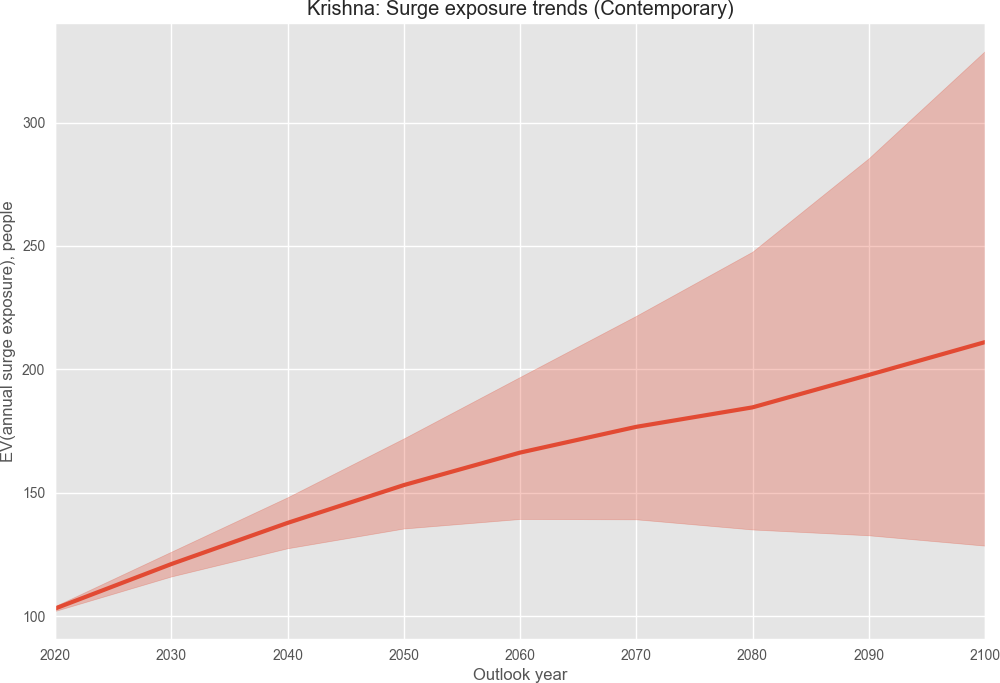 Krishna: Surge exposure trends (Contemporary)
EV(annual surge exposure), people
300
250
200
150
100
2020 2030 2040 2050 2060 2070 2080 2090 2100
Outlook year